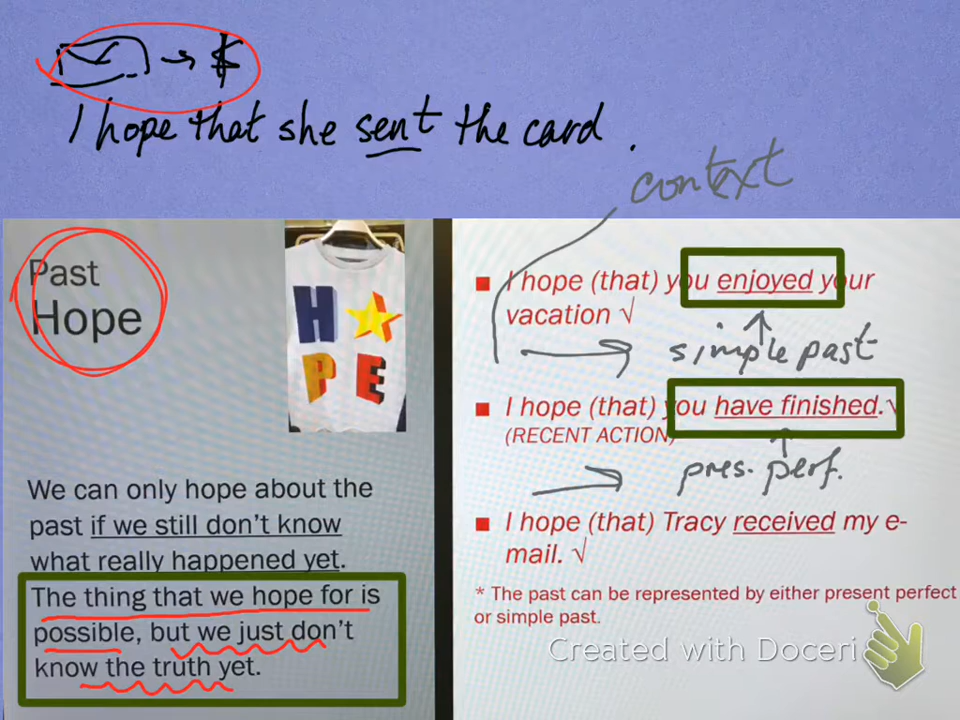 → $
I hope that she sent the card.
context
Past
Hope
H★
PE
We can only hope about the
past if we still don't know
what really happened yet.
The thing that we hope for is
possible, but we just don't
know the truth yet.
■ I hope (that) you enjoyed your
vacation √
→ simple past
■ I hope (that) you have finished.√
(RECENT ACTION)
→ pres. perf.
■ I hope (that) Tracy received my e-
mail. √
* The past can be represented by either present perfect
or simple past.
Created with Doceri